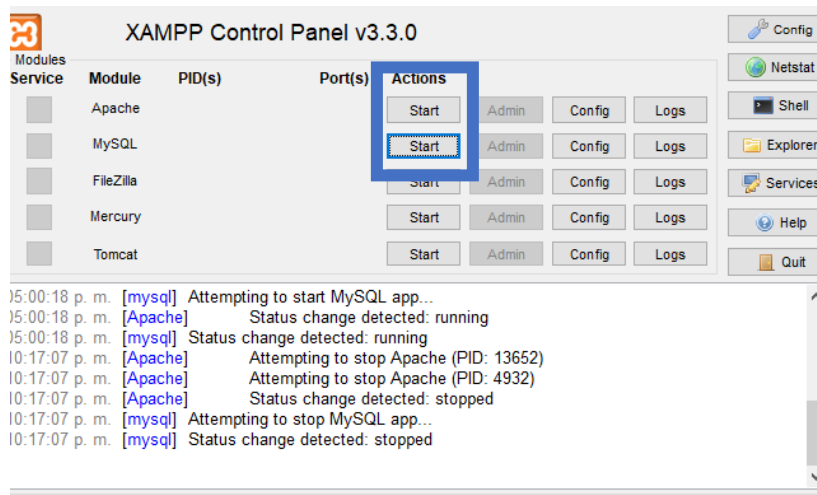 XAMPP Control Panel v3.3.0
Config
Modules
Service Module PID(s) Port(s) Actions
Netstat
Apache Start Admin Config Logs
Shell
MySQL Start Admin Config Logs
Explorer
FileZilla Start Admin Config Logs
Services
Mercury Start Admin Config Logs
Help
Tomcat Start Admin Config Logs
Quit
05:00:18 p. m. [mysql] Attempting to start MySQL app...
05:00:18 p. m. [Apache] Status change detected: running
05:00:18 p. m. [mysql] Status change detected: running
10:17:07 p. m. [Apache] Attempting to stop Apache (PID: 13652)
10:17:07 p. m. [Apache] Attempting to stop Apache (PID: 4932)
10:17:07 p. m. [Apache] Status change detected: stopped
10:17:07 p. m. [mysql] Attempting to stop MySQL app...
10:17:07 p. m. [mysql] Status change detected: stopped